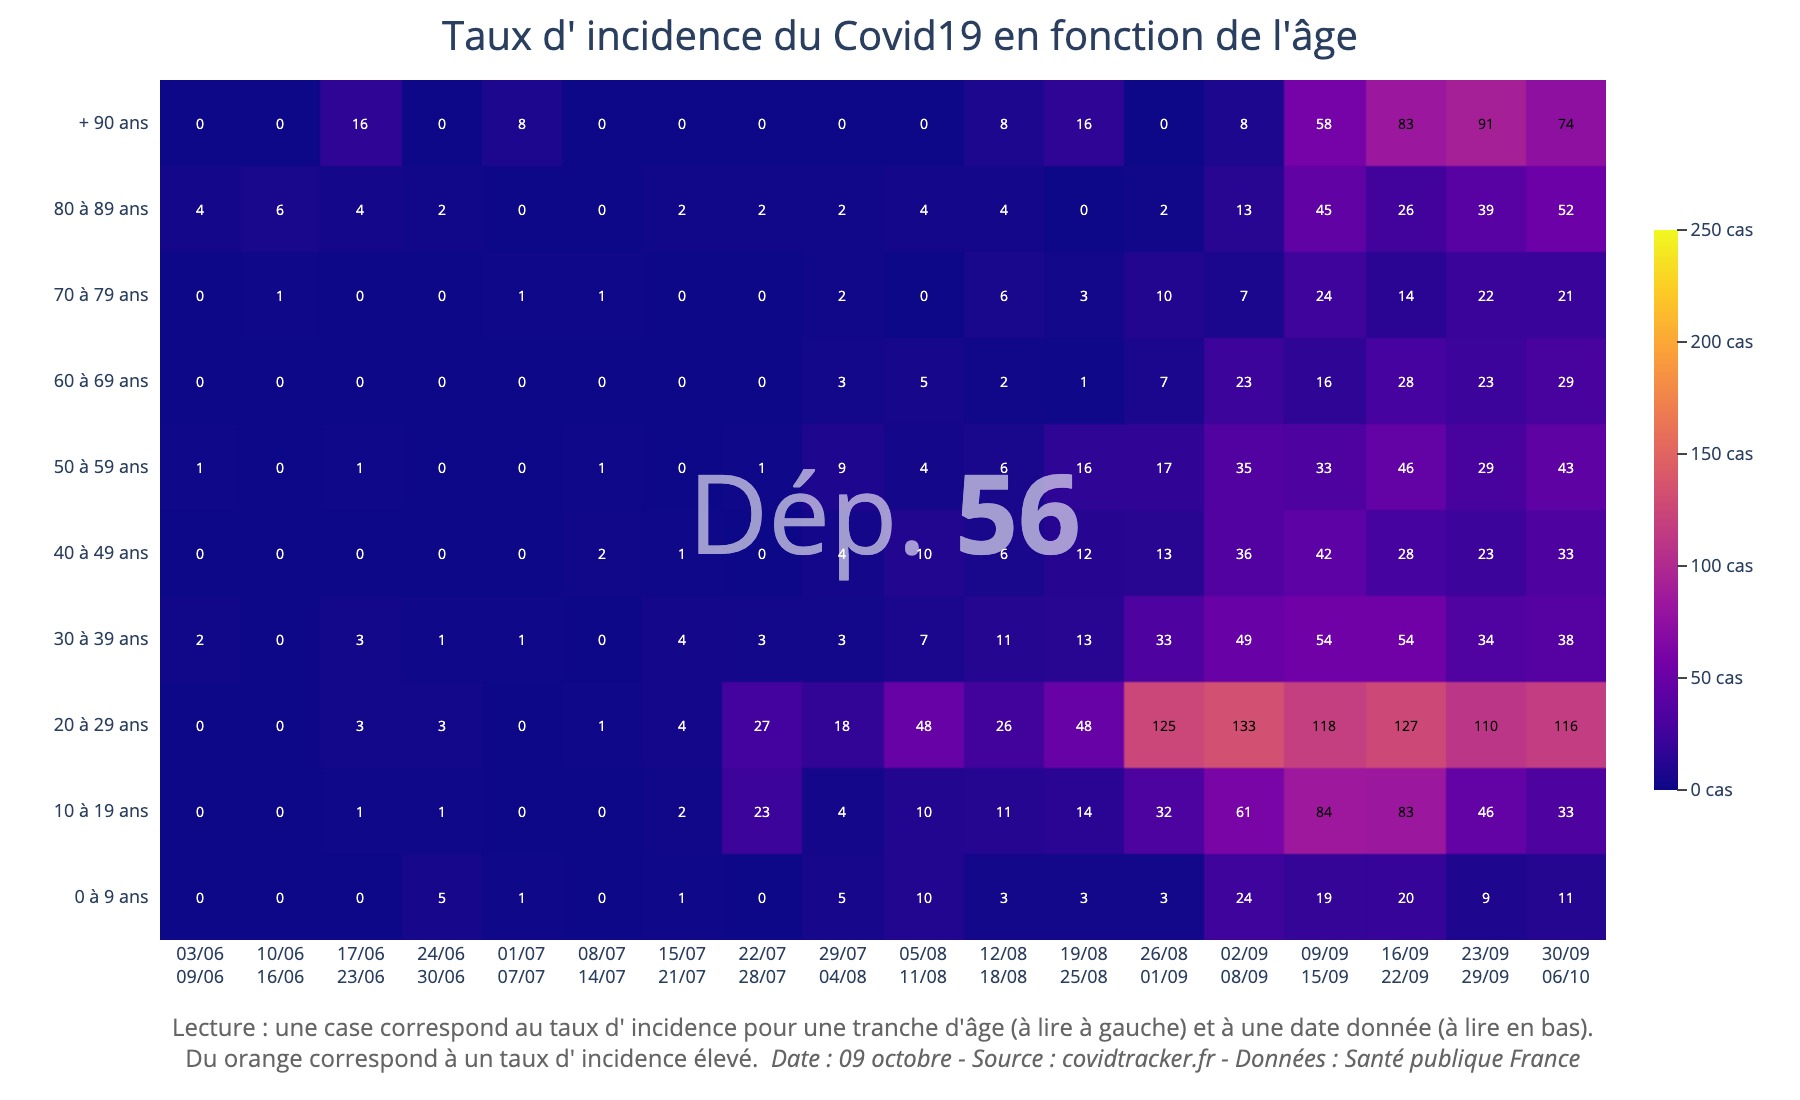 Taux d' incidence du Covid19 en fonction de l'âge
+ 90 ans 0 0 16 0 8 0 0 0 0 0 8 16 0 8 58 83 91 74
80 à 89 ans 4 6 4 2 0 0 2 2 2 4 4 0 2 13 45 26 39 52
250 cas
70 à 79 ans 0 1 0 0 1 1 0 0 2 0 6 3 10 7 24 14 22 21
200 cas
60 à 69 ans 0 0 0 0 0 0 0 0 3 5 2 1 7 23 16 28 23 29
150 cas
50 à 59 ans 1 0 1 0 0 1 0 1 9 4 6 16 17 35 33 46 29 43
Dép. 56
40 à 49 ans 0 0 0 0 0 2 1 0 4 10 6 12 13 36 42 28 23 33
100 cas
30 à 39 ans 2 0 3 1 1 0 4 3 3 7 11 13 33 49 54 54 34 38
50 cas
20 à 29 ans 0 0 3 3 0 1 4 27 18 48 26 48 125 133 118 127 110 116
0 cas
10 à 19 ans 0 0 1 1 0 0 2 23 4 10 11 14 32 61 84 83 46 33
0 à 9 ans 0 0 0 5 1 0 1 0 5 10 3 3 3 24 19 20 9 11
03/06 10/06 17/06 24/06 01/07 08/07 15/07 22/07 29/07 05/08 12/08 19/08 26/08 02/09 09/09 16/09 23/09 30/09
09/06 16/06 23/06 30/06 07/07 14/07 21/07 28/07 04/08 11/08 18/08 25/08 01/09 08/09 15/09 22/09 29/09 06/10
Lecture : une case correspond au taux d' incidence pour une tranche d'âge (à lire à gauche) et à une date donnée (à lire en bas).
Du orange correspond à un taux d' incidence élevé. Date : 09 octobre - Source : covidtracker.fr - Données : Santé publique France